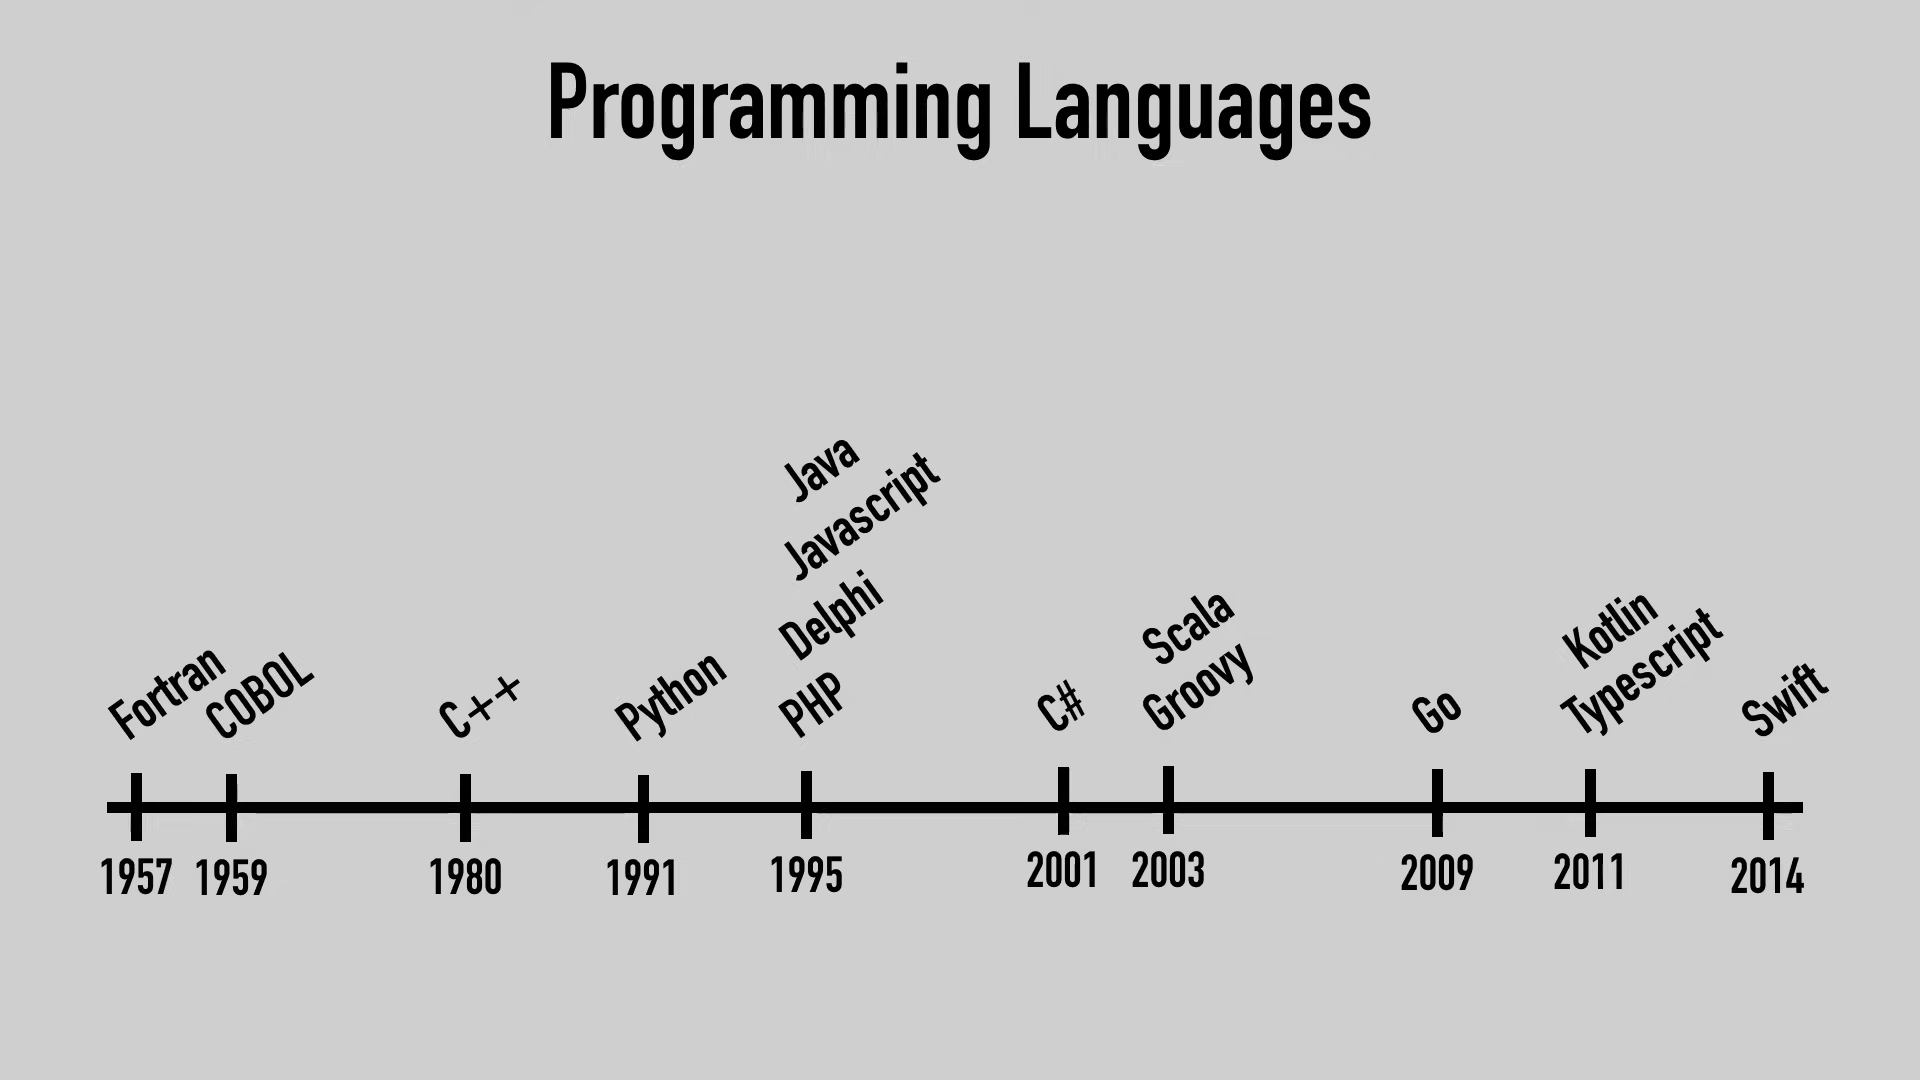 Programming Languages
Java
Javascript
Delphi
PHP
Scala
Groovy
Kotlin
Typescript
Fortran
COBOL
C++
Python
C#
Go
Swift
1957 1959 1980 1991 1995 2001 2003 2009 2011 2014